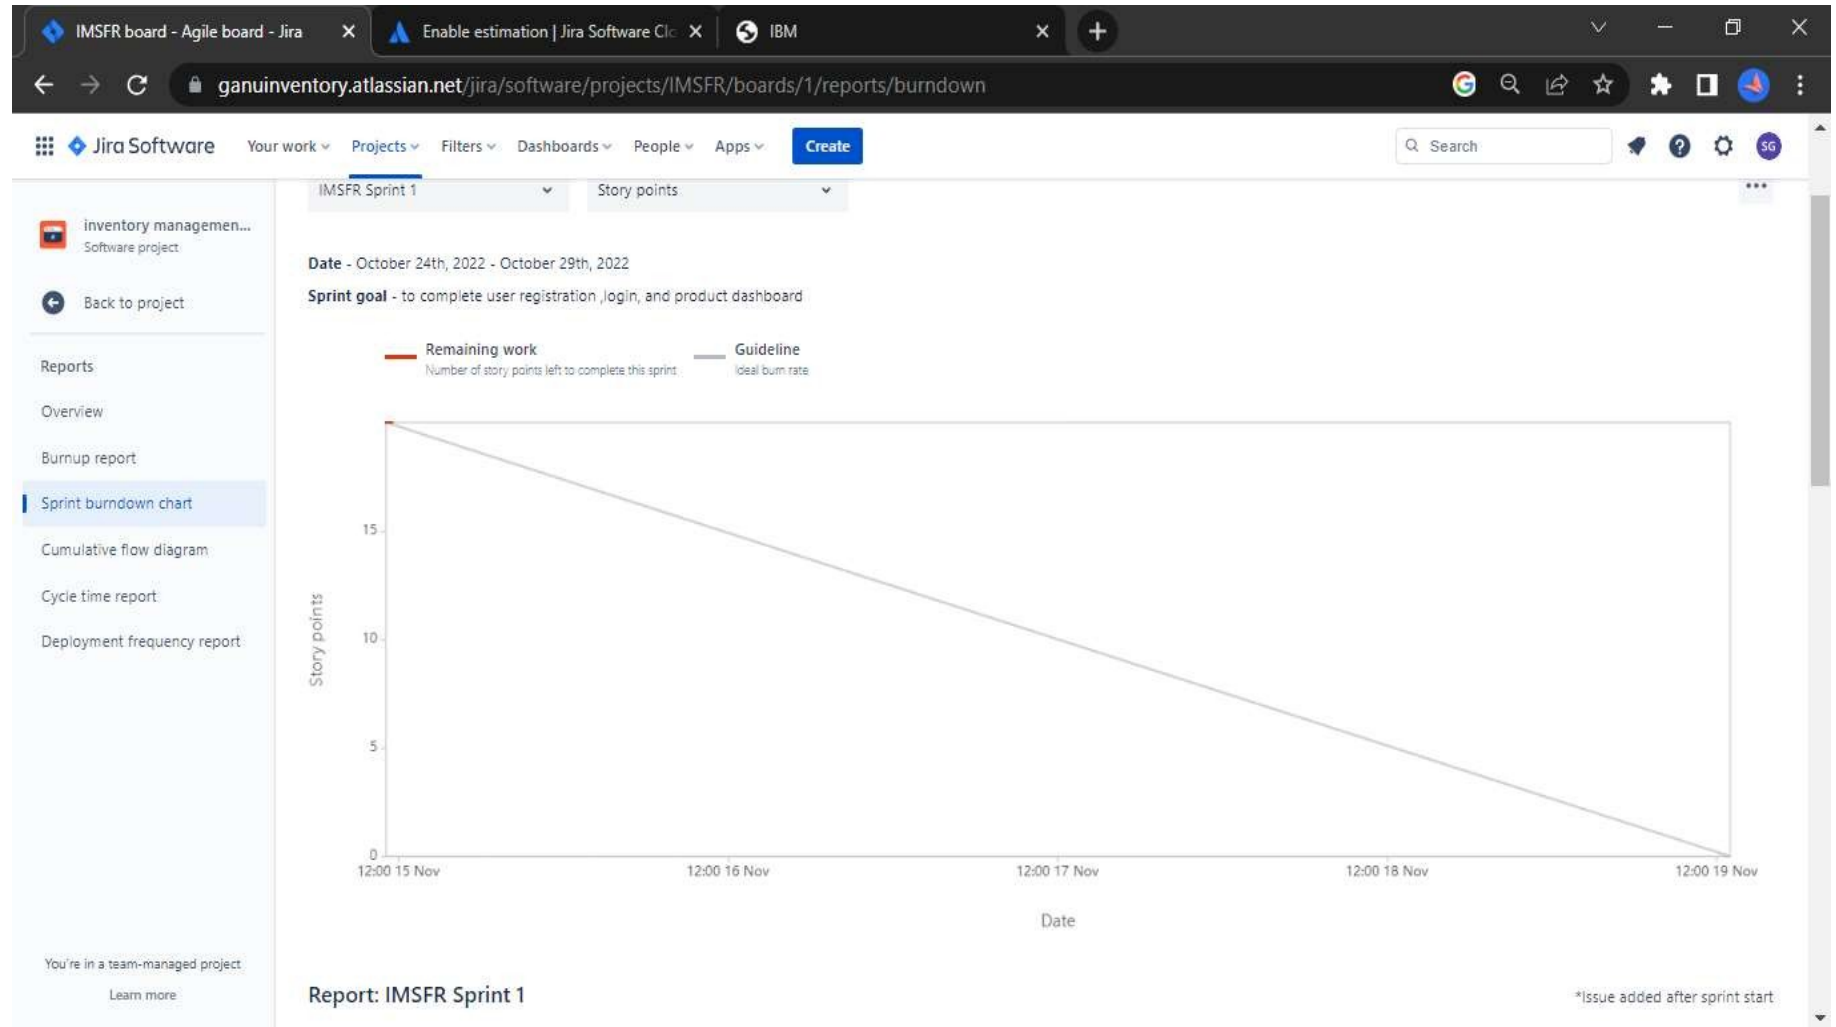 IMSFR board - Agile board - Jira
Enable estimation | Jira Software Clc
IBM
ganuinventory.atlassian.net/jira/software/projects/IMSFR/boards/1/reports/burndown
Jira Software
Your work
Projects
Filters
Dashboards
People
Apps
Create
Search
SG
IMSFR Sprint 1
Story points
inventory managemen...
Software project
Back to project
Reports
Overview
Burnup report
Sprint burndown chart
Cumulative flow diagram
Cycle time report
Deployment frequency report
You're in a team-managed project
Learn more
Date - October 24th, 2022 - October 29th, 2022
Sprint goal - to complete user registration ,login, and product dashboard
Remaining work
Number of story points left to complete this sprint
Guideline
Ideal burn rate
15
10
5
0
Story points
12:00 15 Nov
12:00 16 Nov
12:00 17 Nov
12:00 18 Nov
12:00 19 Nov
Date
Report: IMSFR Sprint 1
*Issue added after sprint start